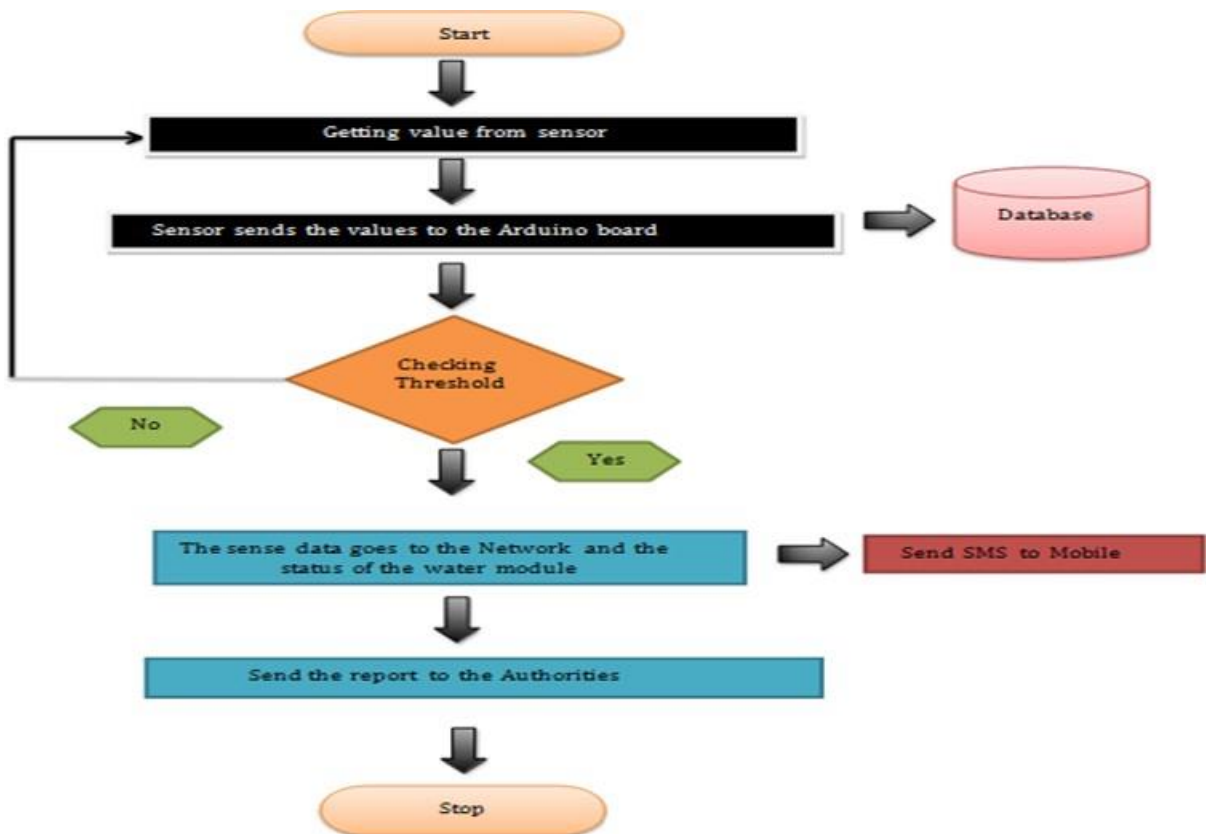 Start
Getting value from sensor
Sensor sends the values to the Arduino board
Database
Checking
Threshold
No
Yes
The sense data goes to the Network and the
status of the water module
Send SMS to Mobile
Send the report to the Authorities
Stop